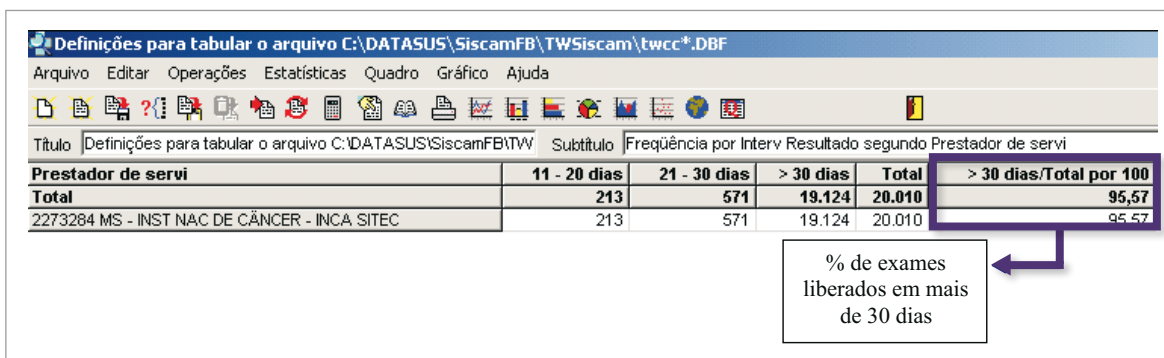 Definições para tabular o arquivo C:\DATASUS\SiscamFB\TWSiscam\twcc*.DBF
Arquivo Editar Operações Estatísticas Quadro Gráfico Ajuda
Título Definições para tabular o arquivo C:\DATASUS\SiscamFB\TW Subtítulo Freqüência por Interv Resultado segundo Prestador de servi
Prestador de servi 11 - 20 dias 21 - 30 dias > 30 dias Total > 30 dias/Total por 100
Total 213 571 19.124 20.010 95,57
2273284 MS - INST NAC DE CÂNCER - INCA SITEC 213 571 19.124 20.010 95,57
% de exames
liberados em mais
de 30 dias